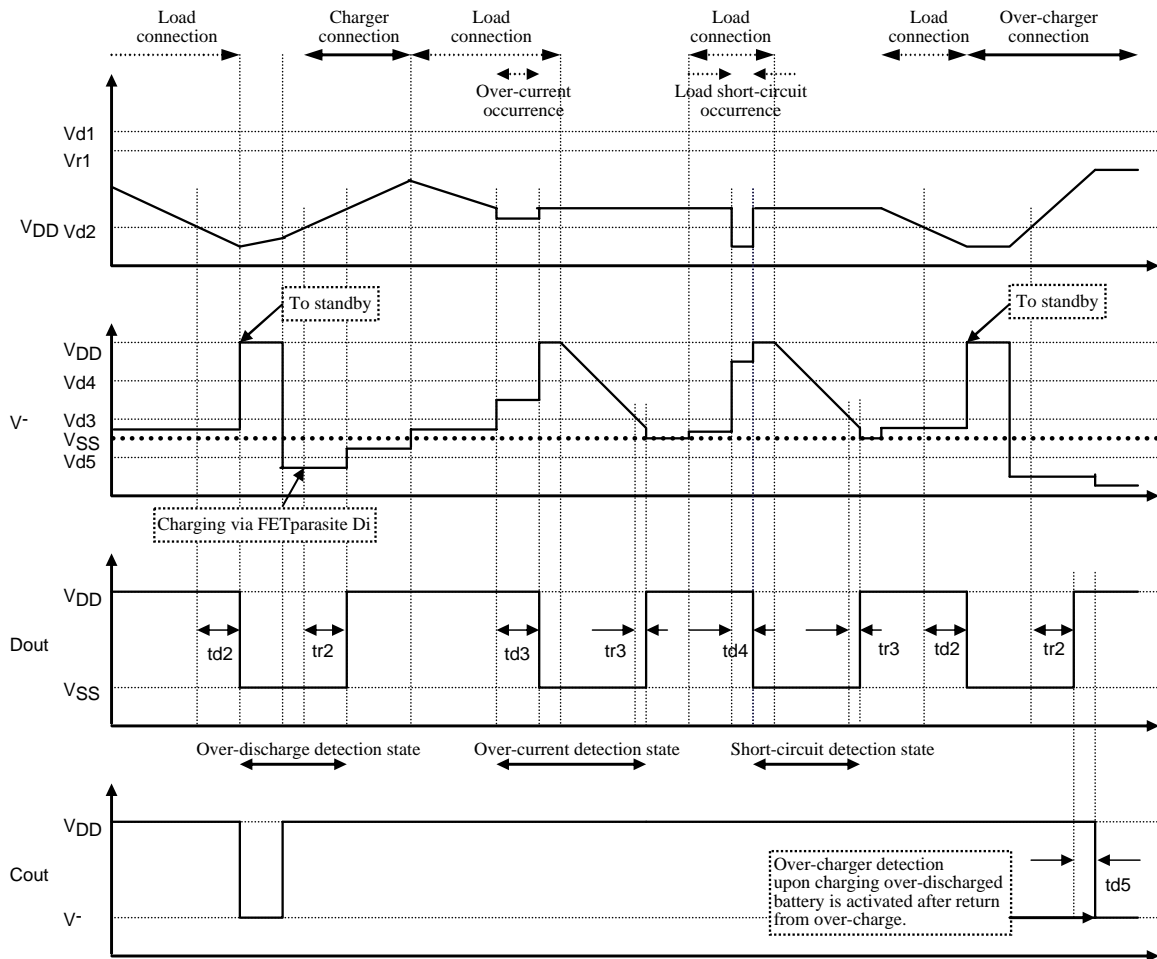 Load
connection
Charger
connection
Load
connection
Load
connection
Load
connection
Over-charger
connection
Over-current
occurrence
Load short-circuit
occurrence
Vd1
Vr1
VDD Vd2
To standby
To standby
VDD
Vd4
V- Vd3
VSS
Vd5
Charging via FETparasite Di
VDD
Dout
td2
tr2
td3
tr3
td4
tr3
td2
tr2
VSS
Over-discharge detection state
Over-current detection state
Short-circuit detection state
VDD
Cout
V-
Over-charger detection
upon charging over-discharged
battery is activated after return
from over-charge.
td5